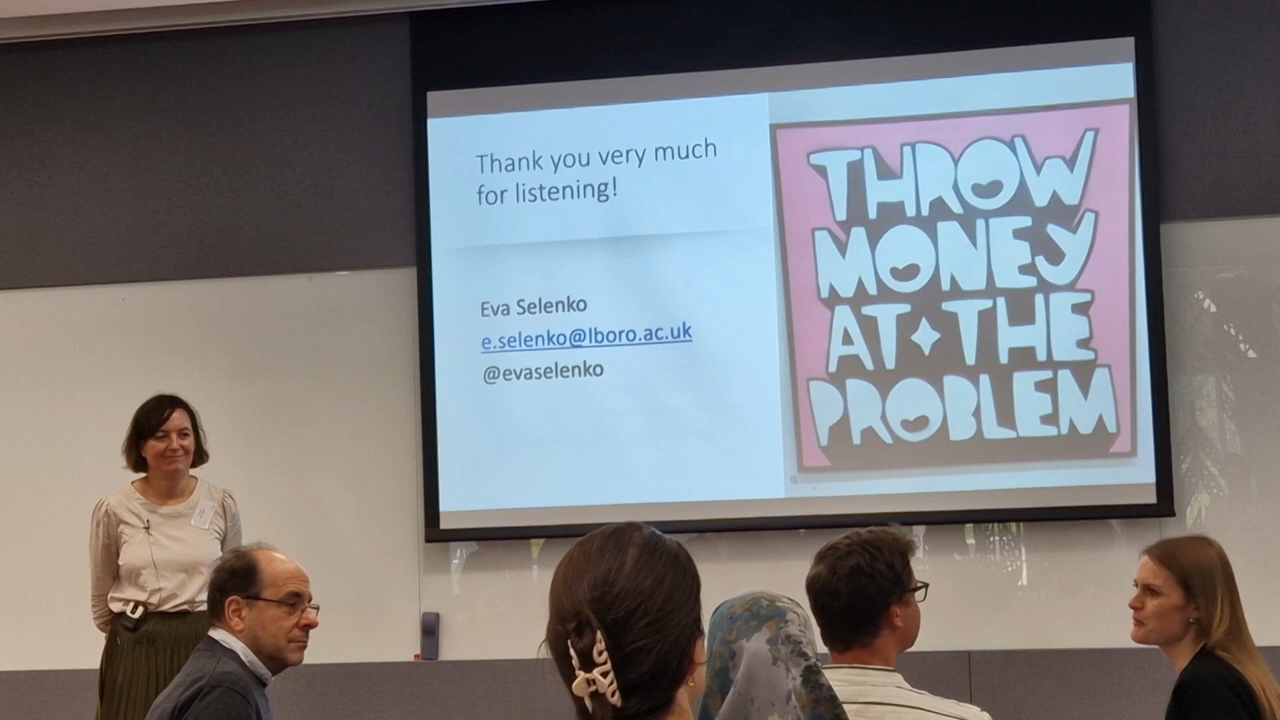 Thank you very much
for listening!
Eva Selenko
e.selenko@lboro.ac.uk
@evaselenko
THROW
MONEY
AT THE
PROBLEM